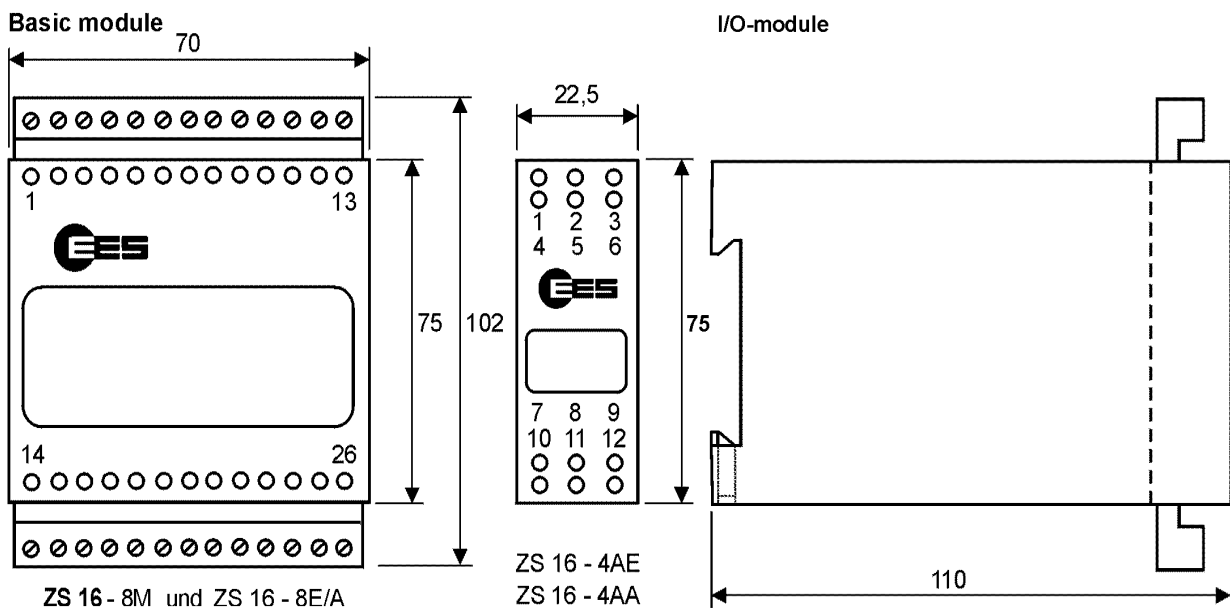 Basic module
I/O-module
70
22,5
1 13
EES
75
102
14 26
ZS 16 - 8M und ZS 16 - 8E/A
1 2 3
4 5 6
EES
75
7 8 9
10 11 12
ZS 16 - 4AE
ZS 16 - 4AA
110